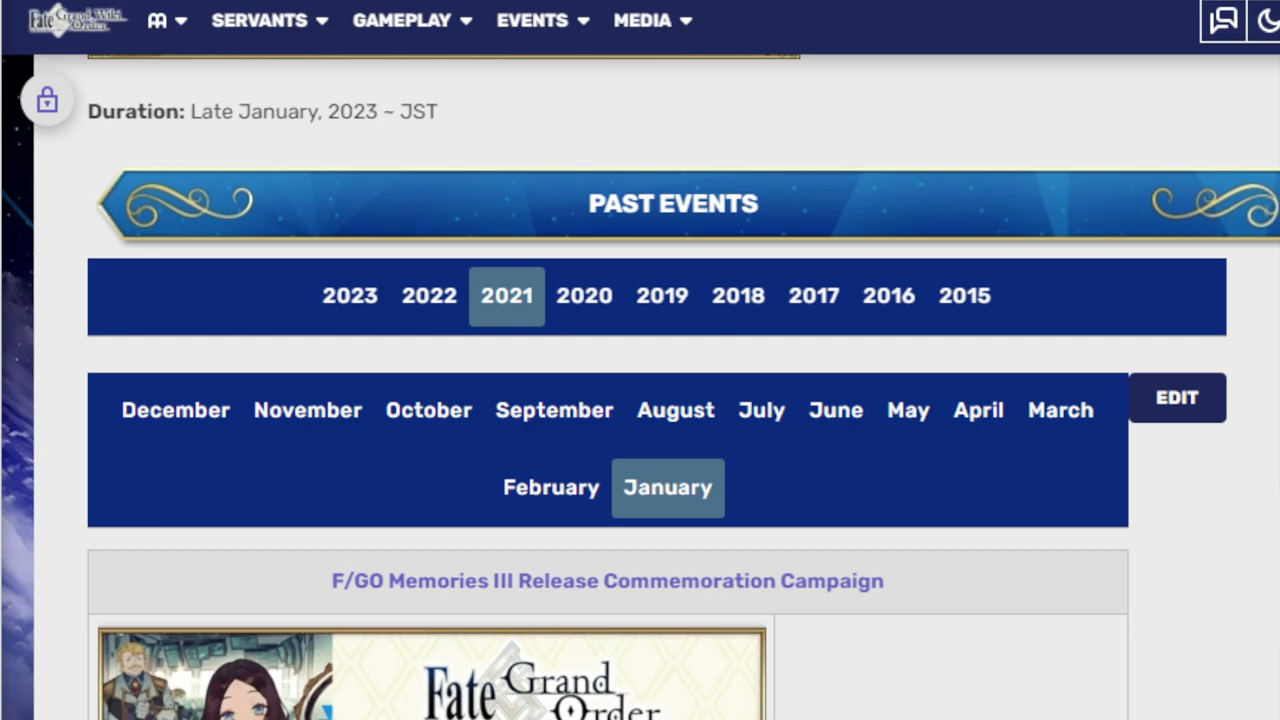 Fate Grand Wiki Order
SERVANTS GAMEPLAY EVENTS MEDIA
Duration: Late January, 2023 ~ JST
PAST EVENTS
2023 2022 2021 2020 2019 2018 2017 2016 2015
December November October September August July June May April March
EDIT
February January
F/GO Memories III Release Commemoration Campaign
Fate Grand
Order